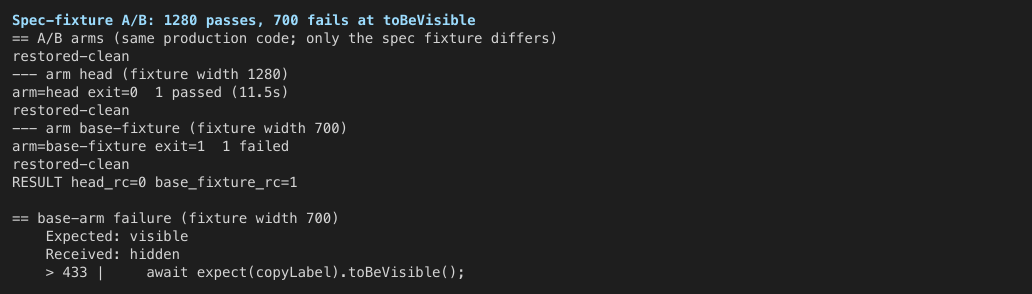 Spec-fixture A/B: 1280 passes, 700 fails at toBeVisible
== A/B arms (same production code; only the spec fixture differs)
restored-clean
--- arm head (fixture width 1280)
arm=head exit=0  1 passed (11.5s)
restored-clean
--- arm base-fixture (fixture width 700)
arm=base-fixture exit=1  1 failed
restored-clean
RESULT head_rc=0 base_fixture_rc=1

== base-arm failure (fixture width 700)
    Expected: visible
    Received: hidden
    > 433 |     await expect(copyLabel).toBeVisible();